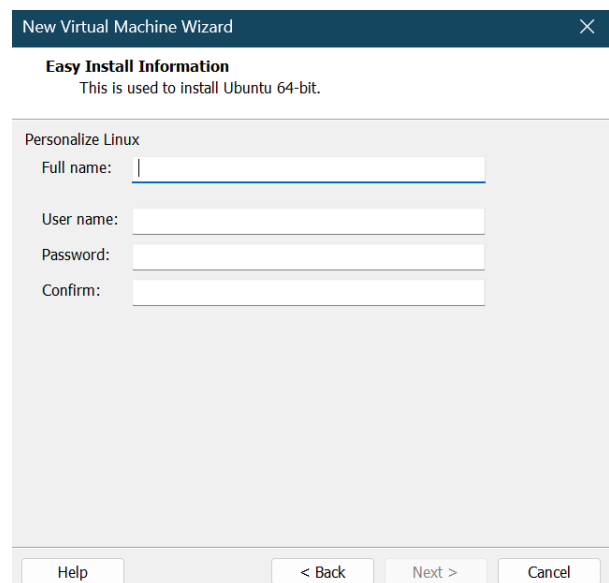 New Virtual Machine Wizard
Easy Install Information
This is used to install Ubuntu 64-bit.
Personalize Linux
Full name:
User name:
Password:
Confirm:
Help
< Back
Next >
Cancel